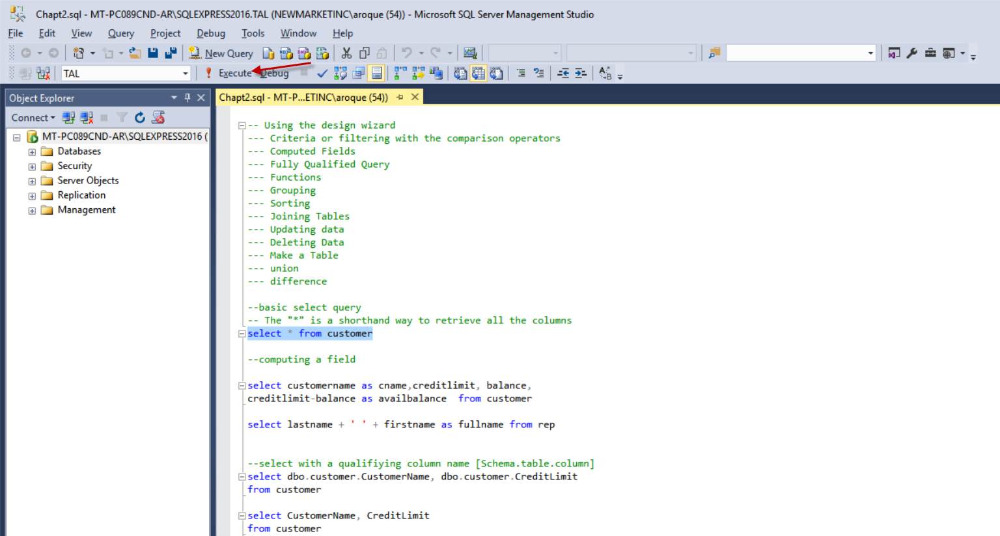 Chapt2.sql - MT-PC089CND-AR\SQLEXPRESS2016.TAL (NEWMARKETINC\aroque (54)) - Microsoft SQL Server Management Studio
File Edit View Query Project Debug Tools Window Help
New Query
TAL Execute Debug
Object Explorer
Connect
MT-PC089CND-AR\SQLEXPRESS2016 (
Databases
Security
Server Objects
Replication
Management
Chapt2.sql - MT-P...ETINC\aroque (54))
-- Using the design wizard
--- Criteria or filtering with the comparison operators
--- Computed Fields
--- Fully Qualified Query
--- Functions
--- Grouping
--- Sorting
--- Joining Tables
--- Updating data
--- Deleting Data
--- Make a Table
--- union
--- difference
--basic select query
-- The "*" is a shorthand way to retrieve all the columns
select * from customer
--computing a field
select customername as cname,creditlimit, balance,
creditlimit-balance as availbalance  from customer
select lastname + ' ' + firstname as fullname from rep
--select with a qualifiying column name [Schema.table.column]
select dbo.customer.CustomerName, dbo.customer.CreditLimit
from customer
select CustomerName, CreditLimit
from customer